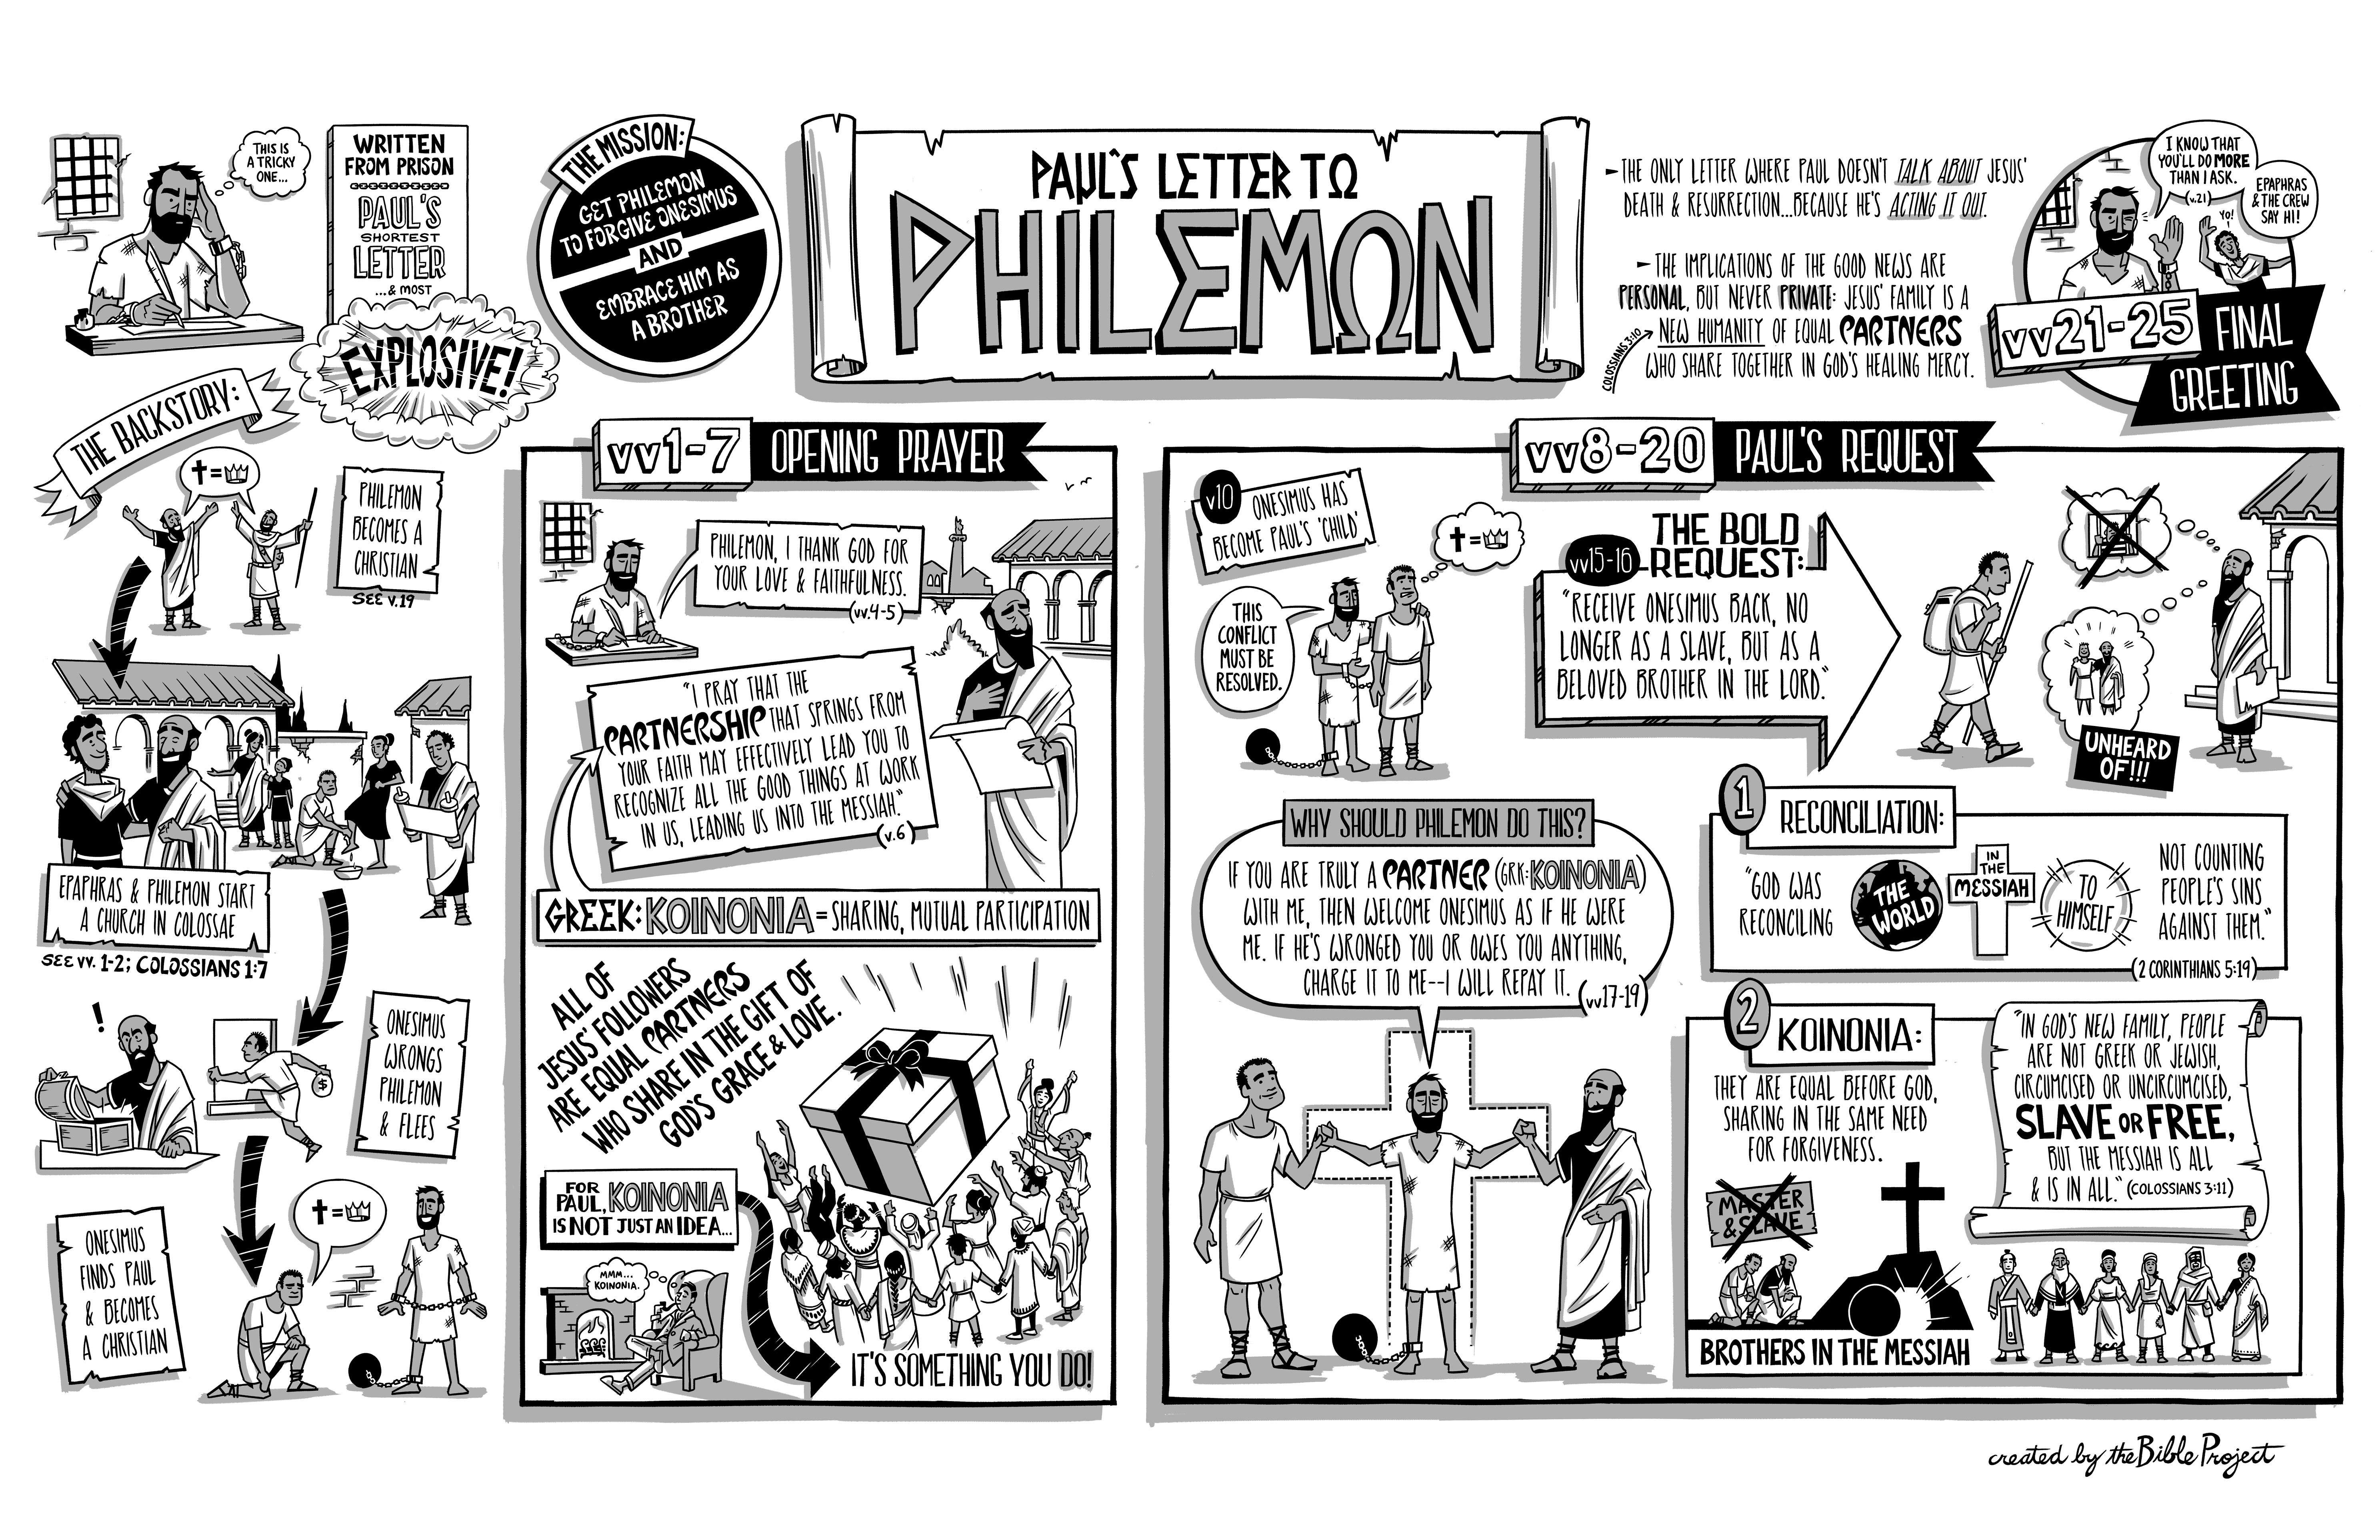 THIS IS
A TRICKY
ONE...
WRITTEN
FROM PRISON
PAUL'S
SHORTEST
LETTER
...& MOST
EXPLOSIVE!
THE MISSION:
GET PHILEMON
TO FORGIVE ONESIMUS
AND
EMBRACE HIM AS
A BROTHER
PAUL'S LETTER TO
PHILEMON
THE ONLY LETTER WHERE PAUL DOESN'T TALK ABOUT JESUS'
DEATH & RESURRECTION...BECAUSE HE'S ACTING IT OUT.
THE IMPLICATIONS OF THE GOOD NEWS ARE
PERSONAL, BUT NEVER PRIVATE: JESUS' FAMILY IS A
NEW HUMANITY OF EQUAL PARTNERS
WHO SHARE TOGETHER IN GOD'S HEALING MERCY.
COLOSSIANS 3:10
I KNOW THAT
YOU'LL DO MORE
THAN I ASK.
(v.21)
YO!
EPAPHRAS
& THE CREW
SAY HI!
vv21-25
FINAL
GREETING
THE BACKSTORY:
† =
PHILEMON
BECOMES A
CHRISTIAN
SEE v.19
EPAPHRAS & PHILEMON START
A CHURCH IN COLOSSAE
SEE vv. 1-2; COLOSSIANS 1:7
!
$
ONESIMUS
WRONGS
PHILEMON
& FLEES
ONESIMUS
FINDS PAUL
& BECOMES
A CHRISTIAN
† =
vv1-7 OPENING PRAYER
PHILEMON, I THANK GOD FOR
YOUR LOVE & FAITHFULNESS.
(vv.4-5)
"I PRAY THAT THE
PARTNERSHIP THAT SPRINGS FROM
YOUR FAITH MAY EFFECTIVELY LEAD YOU TO
RECOGNIZE ALL THE GOOD THINGS AT WORK
IN US, LEADING US INTO THE MESSIAH."
(v.6)
GREEK: KOINONIA = SHARING, MUTUAL PARTICIPATION
ALL OF
JESUS' FOLLOWERS
ARE EQUAL PARTNERS
WHO SHARE IN THE GIFT OF
GOD'S GRACE & LOVE.
FOR
PAUL, KOINONIA
IS NOT JUST AN IDEA...
MMM...
KOINONIA.
IT'S SOMETHING YOU DO!
vv8-20 PAUL'S REQUEST
v10 ONESIMUS HAS
BECOME PAUL'S 'CHILD'
† =
THIS
CONFLICT
MUST BE
RESOLVED.
vv15-16
THE BOLD
REQUEST:
"RECEIVE ONESIMUS BACK, NO
LONGER AS A SLAVE, BUT AS A
BELOVED BROTHER IN THE LORD."
UNHEARD
OF!!!
WHY SHOULD PHILEMON DO THIS?
IF YOU ARE TRULY A PARTNER (GRK: KOINONIA)
WITH ME, THEN WELCOME ONESIMUS AS IF HE WERE
ME. IF HE'S WRONGED YOU OR OWES YOU ANYTHING,
CHARGE IT TO ME--I WILL REPAY IT.
(vv17-19)
1 RECONCILIATION:
"GOD WAS
RECONCILING
THE
WORLD
IN
THE
MESSIAH
TO
HIMSELF
NOT COUNTING
PEOPLE'S SINS
AGAINST THEM."
(2 CORINTHIANS 5:19)
2 KOINONIA:
THEY ARE EQUAL BEFORE GOD,
SHARING IN THE SAME NEED
FOR FORGIVENESS.
MASTER
& SLAVE
BROTHERS IN THE MESSIAH
"IN GOD'S NEW FAMILY, PEOPLE
ARE NOT GREEK OR JEWISH,
CIRCUMCISED OR UNCIRCUMCISED,
SLAVE OR FREE,
BUT THE MESSIAH IS ALL
& IS IN ALL." (COLOSSIANS 3:11)
created by the Bible Project